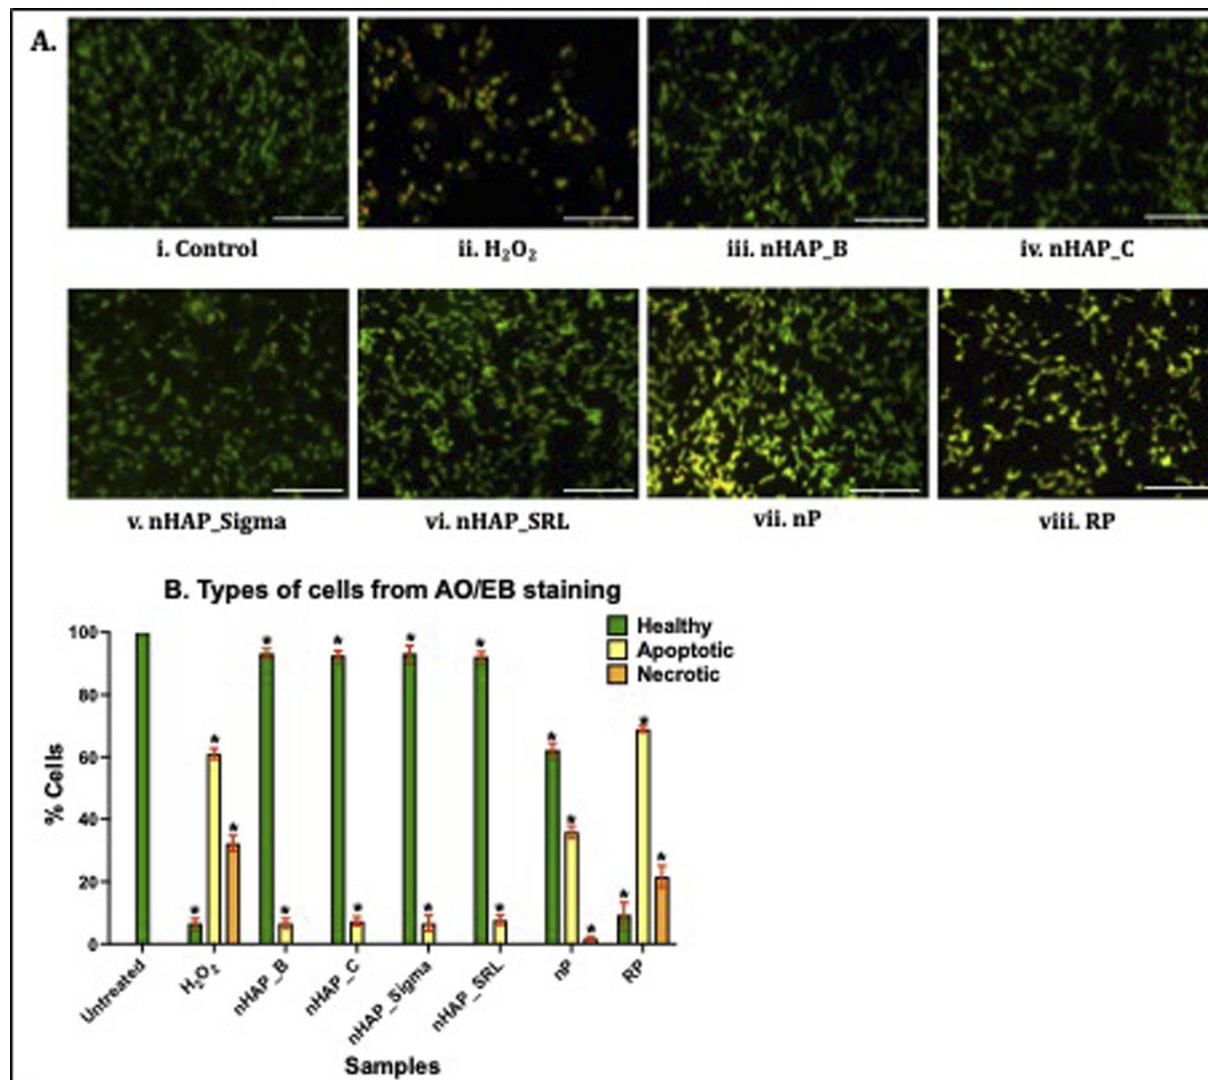 A.
i. Control
ii. H₂O₂
iii. nHAP_B
iv. nHAP_C
v. nHAP_Sigma
vi. nHAP_SRL
vii. nP
viii. RP
B. Types of cells from AO/EB staining
Healthy
Apoptotic
Necrotic
% Cells
100
80
60
40
20
0
* * * * * * * * * * * * * * * * *
Untreated
H₂O₂
nHAP_B
nHAP_C
nHAP_Sigma
nHAP_SRL
nP
RP
Samples